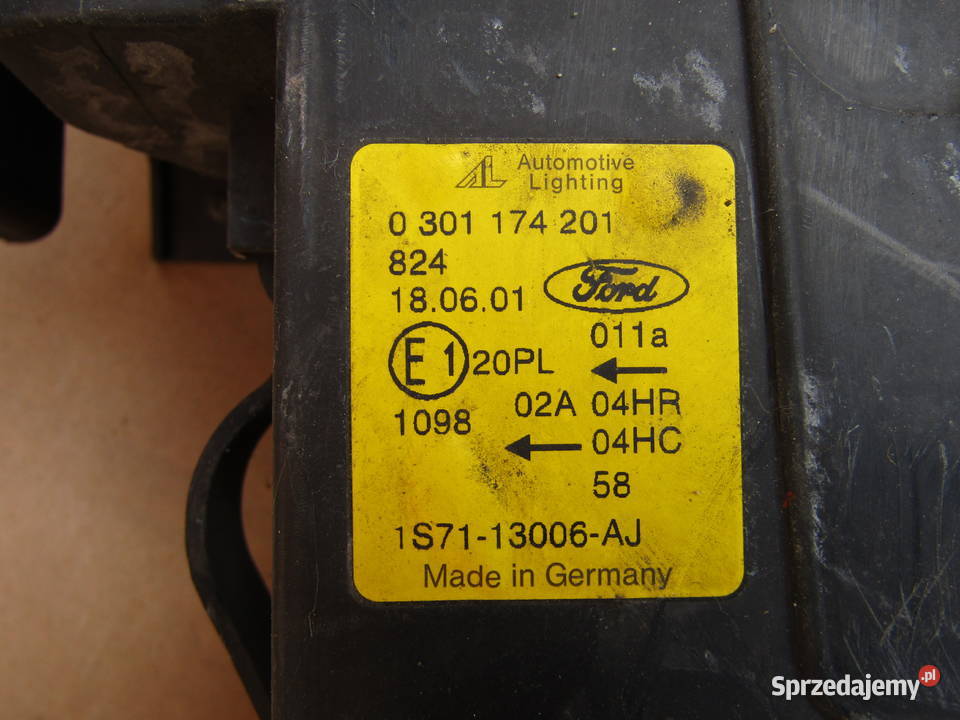 AL Automotive
Lighting
0 301 174 201
824
18.06.01 Ford
011a
E1 20PL ←
02A 04HR
1098 ← 04HC
58
1S71-13006-AJ
Made in Germany
Sprzedajemy.pl